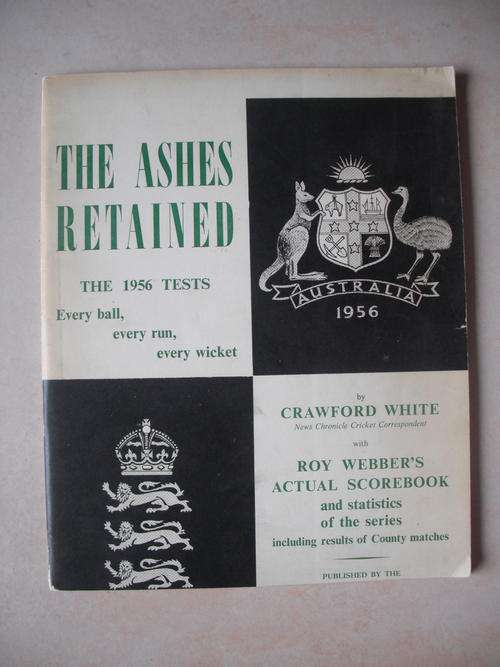 THE ASHES
RETAINED
THE 1956 TESTS
Every ball,
every run,
every wicket
AUSTRALIA
1956
by
CRAWFORD WHITE
News Chronicle Cricket Correspondent
with
ROY WEBBER'S
ACTUAL SCOREBOOK
and statistics
of the series
including results of County matches
PUBLISHED BY THE